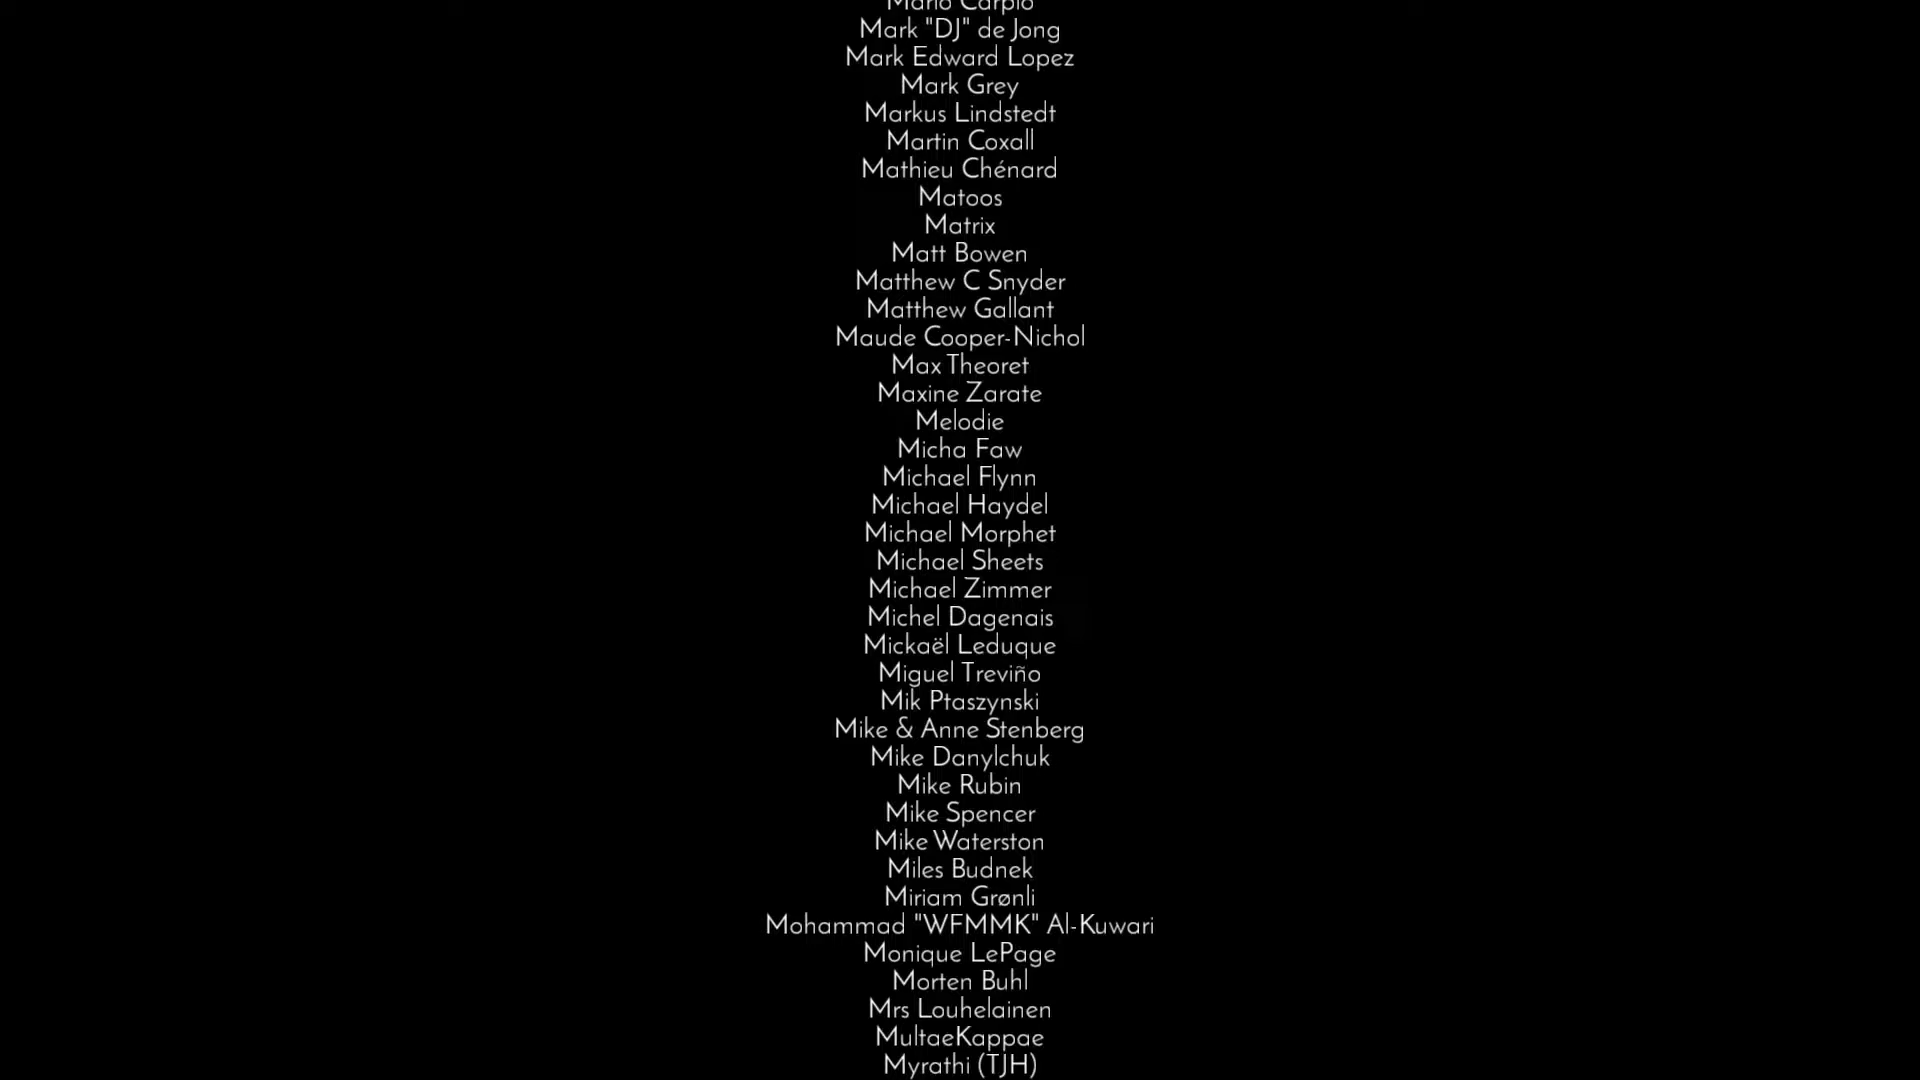 Mario Carpio
Mark "DJ" de Jong
Mark Edward Lopez
Mark Grey
Markus Lindstedt
Martin Coxall
Mathieu Chénard
Matoos
Matrix
Matt Bowen
Matthew C Snyder
Matthew Gallant
Maude Cooper-Nichol
Max Theoret
Maxine Zarate
Melodie
Micha Faw
Michael Flynn
Michael Haydel
Michael Morphet
Michael Sheets
Michael Zimmer
Michel Dagenais
Mickaël Leduque
Miguel Treviño
Mik Ptaszynski
Mike & Anne Stenberg
Mike Danylchuk
Mike Rubin
Mike Spencer
Mike Waterston
Miles Budnek
Miriam Grønli
Mohammad "WFMMK" Al-Kuwari
Monique LePage
Morten Buhl
Mrs Louhelainen
MultaeKappae
Myrathi (TJH)